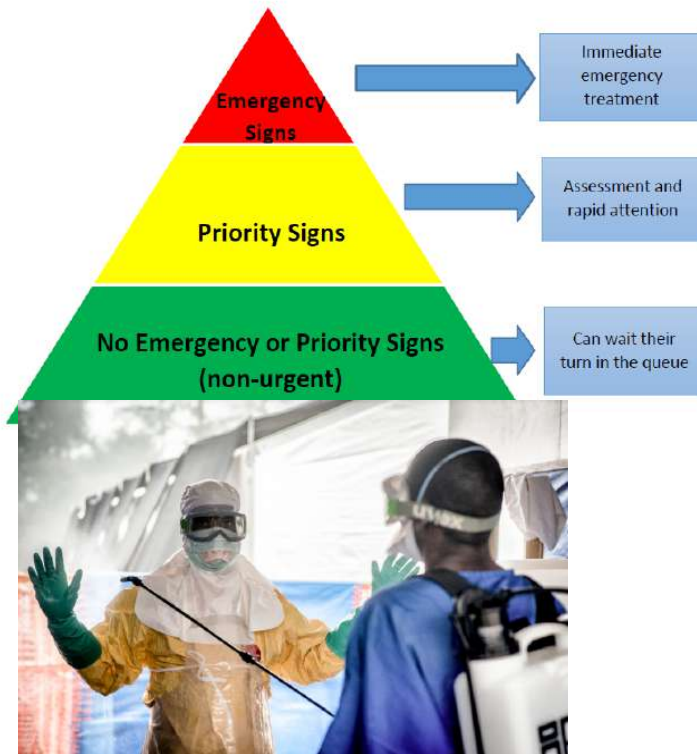 Emergency
Signs
Immediate
emergency
treatment
Priority Signs
Assessment and
rapid attention
No Emergency or Priority Signs
(non-urgent)
Can wait their
turn in the queue
uvex